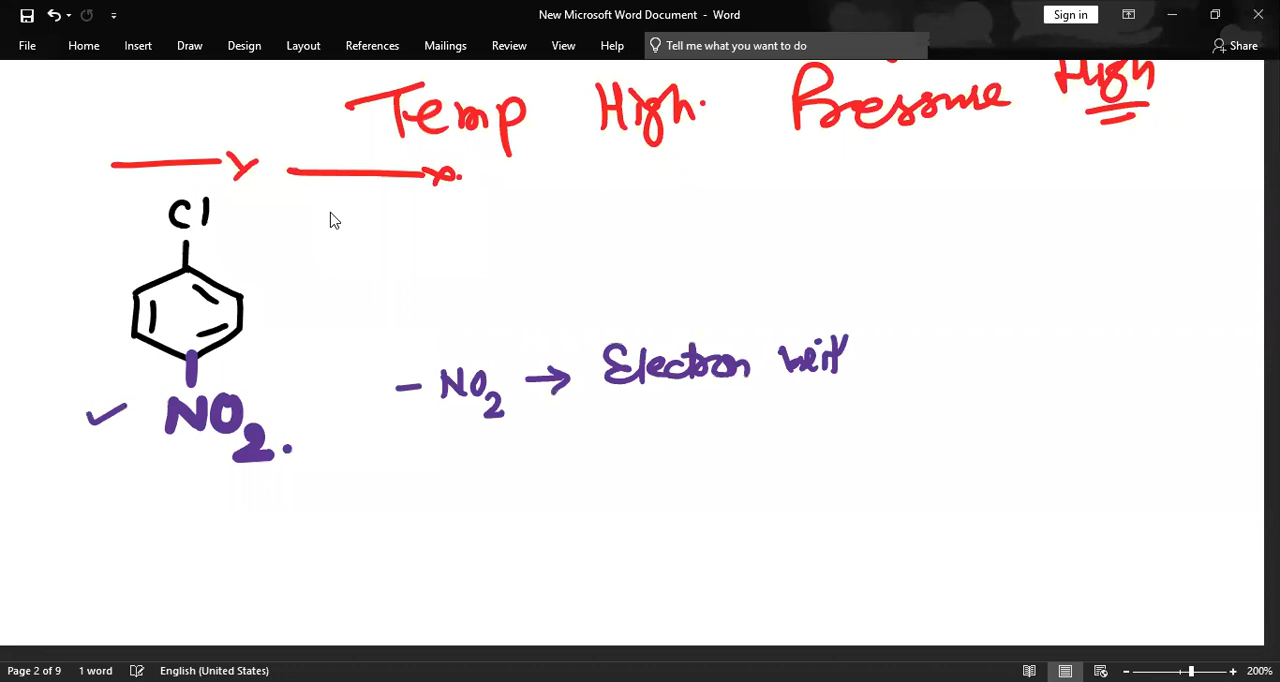 New Microsoft Word Document - Word
Sign in
File Home Insert Draw Design Layout References Mailings Review View Help Tell me what you want to do Share
Temp High. Pressure High
Cl
- NO2 → Electron
✓ NO2.
Page 2 of 9 1 word English (United States) 200%